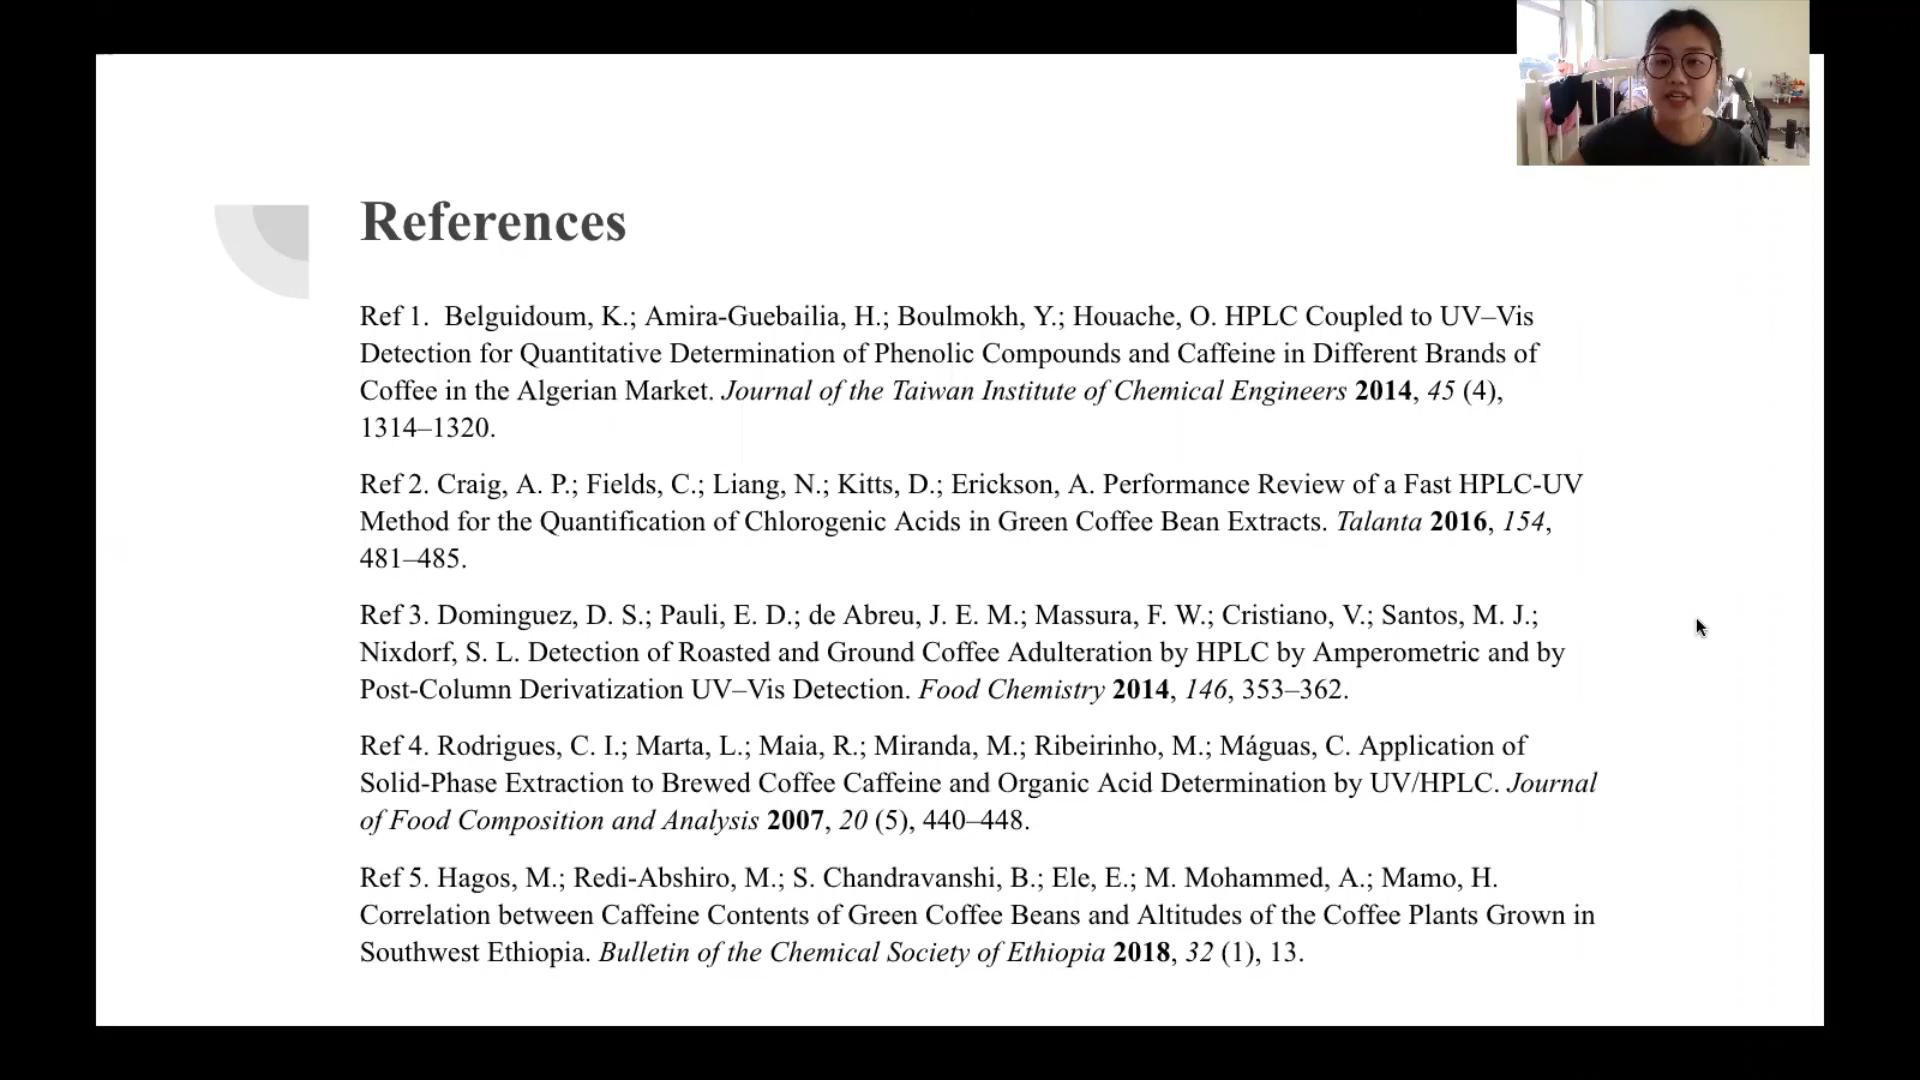 References
Ref 1.  Belguidoum, K.; Amira-Guebailia, H.; Boulmokh, Y.; Houache, O. HPLC Coupled to UV–Vis
Detection for Quantitative Determination of Phenolic Compounds and Caffeine in Different Brands of
Coffee in the Algerian Market. Journal of the Taiwan Institute of Chemical Engineers 2014, 45 (4),
1314–1320.
Ref 2. Craig, A. P.; Fields, C.; Liang, N.; Kitts, D.; Erickson, A. Performance Review of a Fast HPLC-UV
Method for the Quantification of Chlorogenic Acids in Green Coffee Bean Extracts. Talanta 2016, 154,
481–485.
Ref 3. Dominguez, D. S.; Pauli, E. D.; de Abreu, J. E. M.; Massura, F. W.; Cristiano, V.; Santos, M. J.;
Nixdorf, S. L. Detection of Roasted and Ground Coffee Adulteration by HPLC by Amperometric and by
Post-Column Derivatization UV–Vis Detection. Food Chemistry 2014, 146, 353–362.
Ref 4. Rodrigues, C. I.; Marta, L.; Maia, R.; Miranda, M.; Ribeirinho, M.; Máguas, C. Application of
Solid-Phase Extraction to Brewed Coffee Caffeine and Organic Acid Determination by UV/HPLC. Journal
of Food Composition and Analysis 2007, 20 (5), 440–448.
Ref 5. Hagos, M.; Redi-Abshiro, M.; S. Chandravanshi, B.; Ele, E.; M. Mohammed, A.; Mamo, H.
Correlation between Caffeine Contents of Green Coffee Beans and Altitudes of the Coffee Plants Grown in
Southwest Ethiopia. Bulletin of the Chemical Society of Ethiopia 2018, 32 (1), 13.